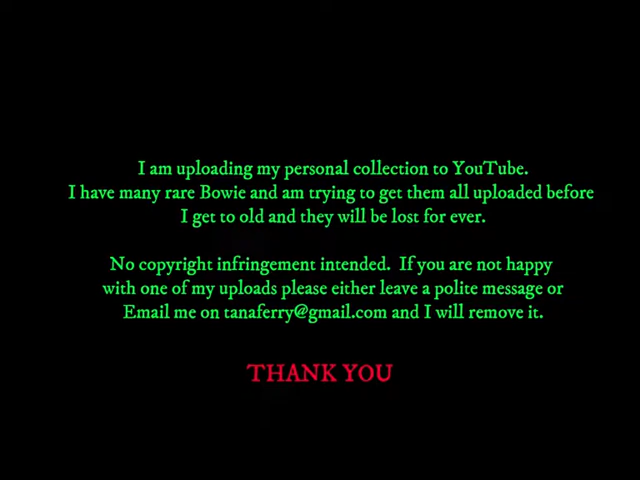 I am uploading my personal collection to YouTube.
I have many rare Bowie and am trying to get them all uploaded before
I get to old and they will be lost for ever.
No copyright infringement intended.  If you are not happy
with one of my uploads please either leave a polite message or
Email me on tanaferry@gmail.com and I will remove it.
THANK YOU